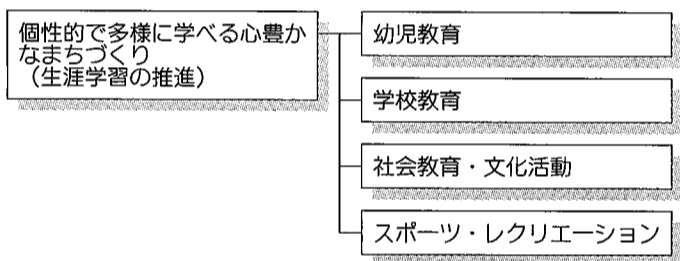 個性的で多様に学べる心豊か
なまちづくり
（生涯学習の推進）
幼児教育
学校教育
社会教育・文化活動
スポーツ・レクリエーション